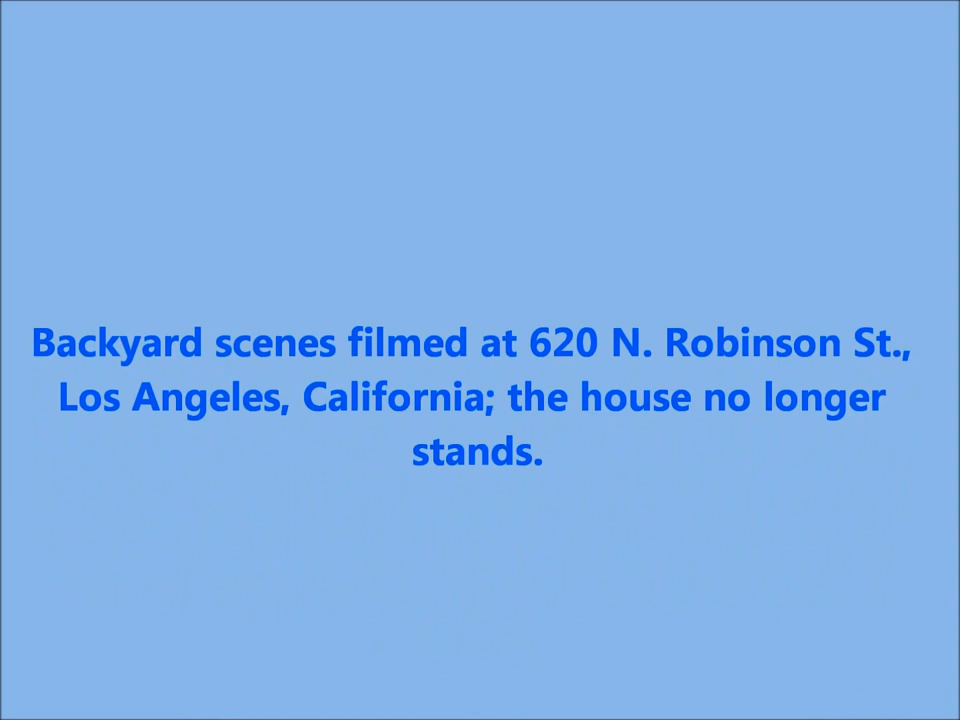 Backyard scenes filmed at 620 N. Robinson St.,
Los Angeles, California; the house no longer
stands.